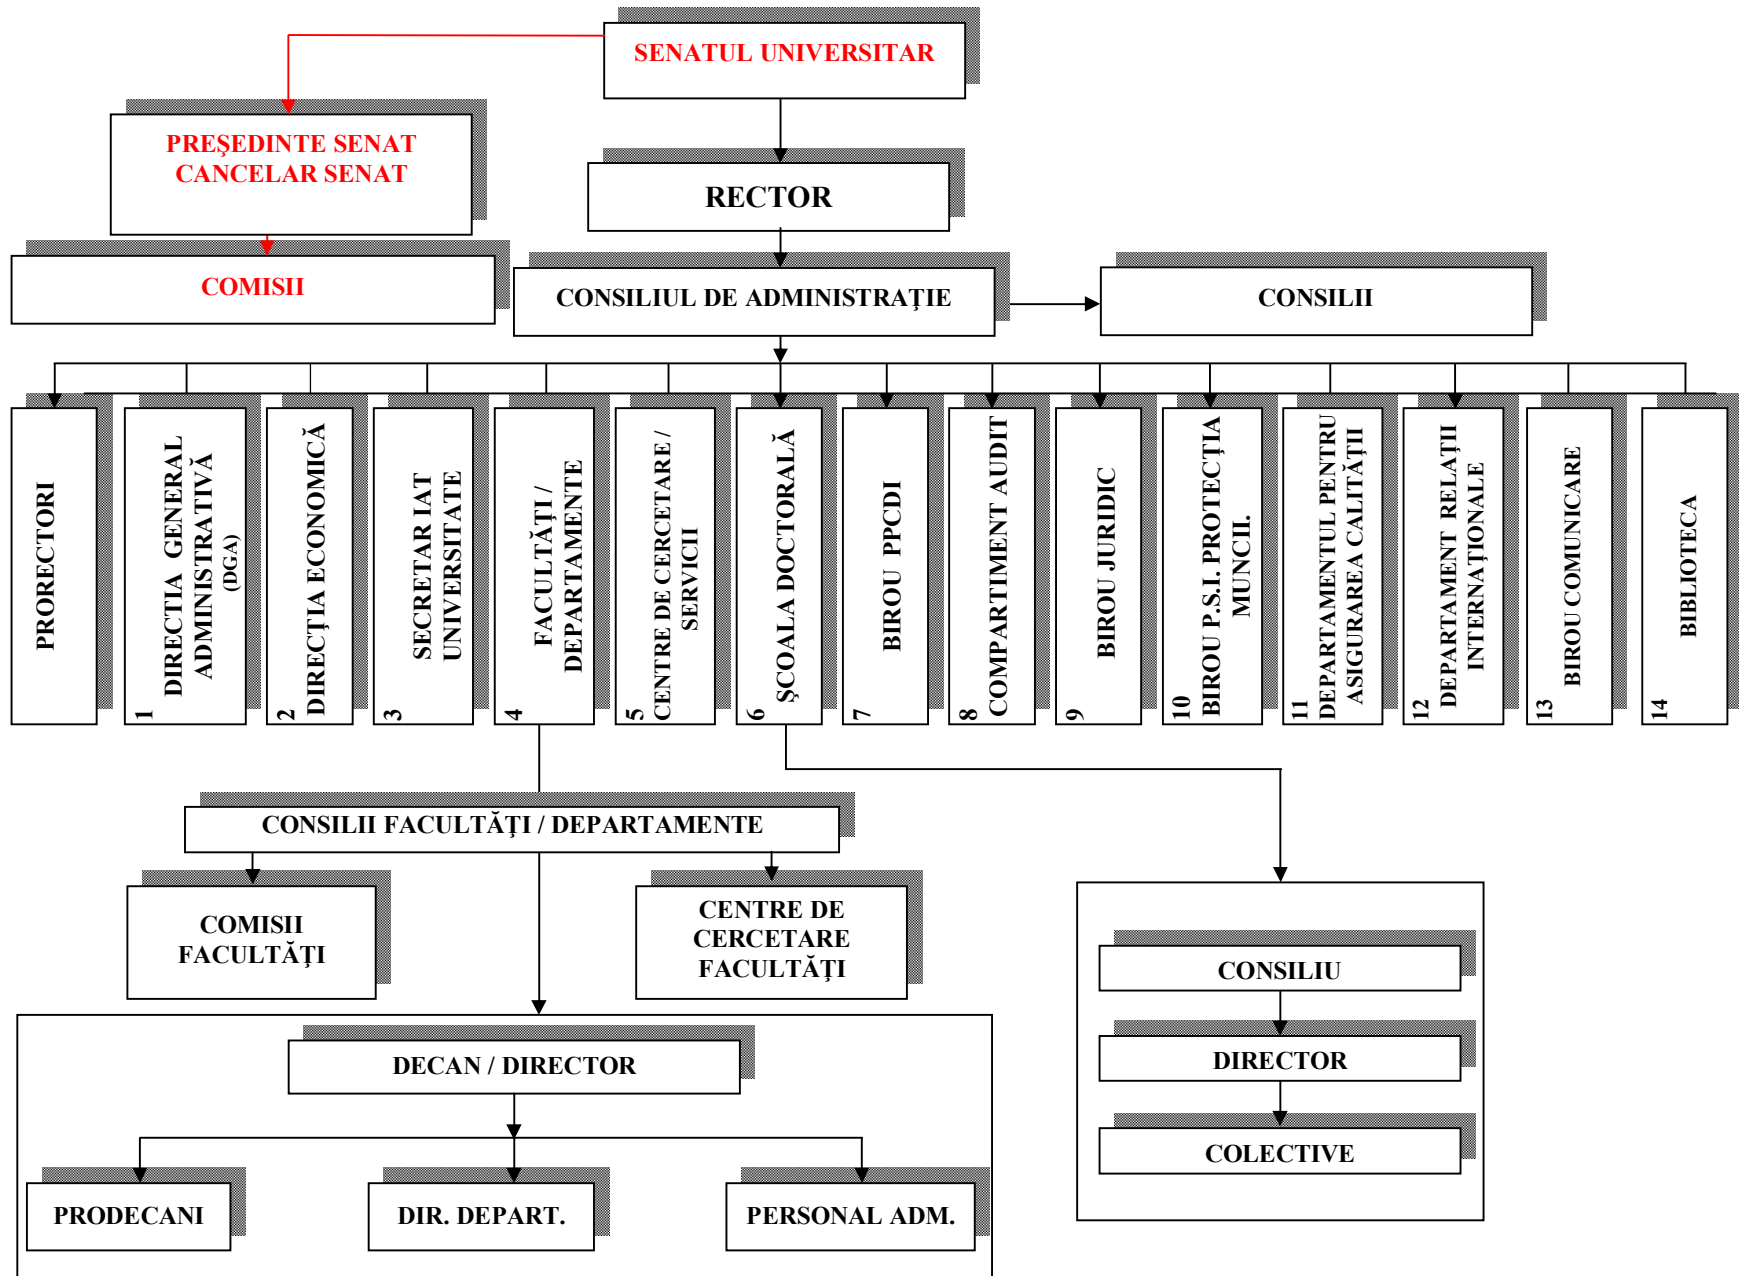 SENATUL UNIVERSITAR
PREŞEDINTE SENAT
CANCELAR SENAT
RECTOR
COMISII
CONSILIUL DE ADMINISTRAŢIE
CONSILII
PRORECTORI
1
DIRECTIA GENERAL
ADMINISTRATIVĂ
(DGA)
2
DIRECŢIA ECONOMICĂ
3
SECRETAR IAT
UNIVERSITATE
4
FACULTĂŢI /
DEPARTAMENTE
5
CENTRE DE CERCETARE /
SERVICII
6
ŞCOALA DOCTORALĂ
7
BIROU PPCDI
8
COMPARTIMENT AUDIT
9
BIROU JURIDIC
10
BIROU P.S.I. PROTECŢIA
MUNCII.
11
DEPARTAMENTUL PENTRU
ASIGURAREA CALITĂŢII
12
DEPARTAMENT RELAŢII
INTERNAŢIONALE
13
BIROU COMUNICARE
14
BIBLIOTECA
CONSILII FACULTĂŢI / DEPARTAMENTE
COMISII
FACULTĂŢI
CENTRE DE
CERCETARE
FACULTĂŢI
DECAN / DIRECTOR
PRODECANI
DIR. DEPART.
PERSONAL ADM.
CONSILIU
DIRECTOR
COLECTIVE